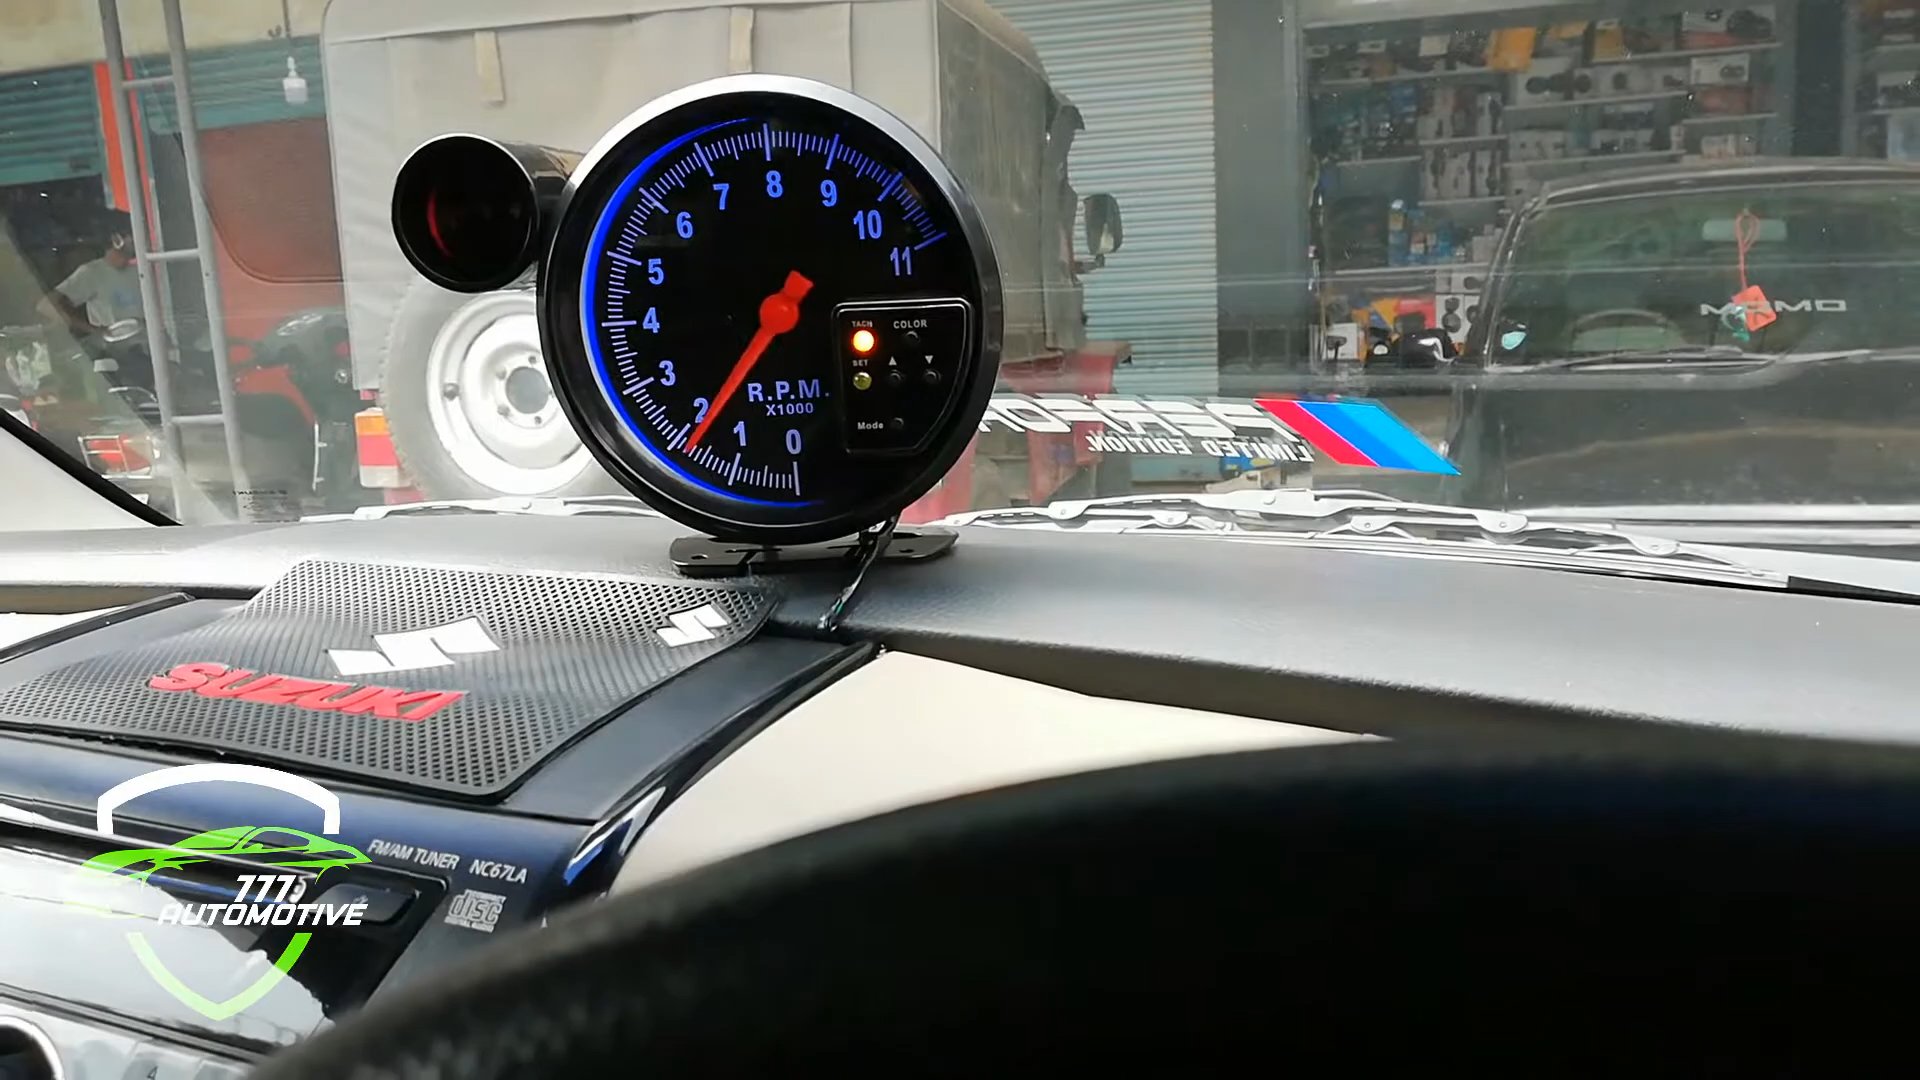 8
7
9
6
10
5
11
4
TACH
COLOR
SET
3
R.P.M.
X1000
2
1
0
Mode
MOMO
LIMITED EDITION
SUZUKI
FM/AM TUNER NC67LA
disc
777
AUTOMOTIVE